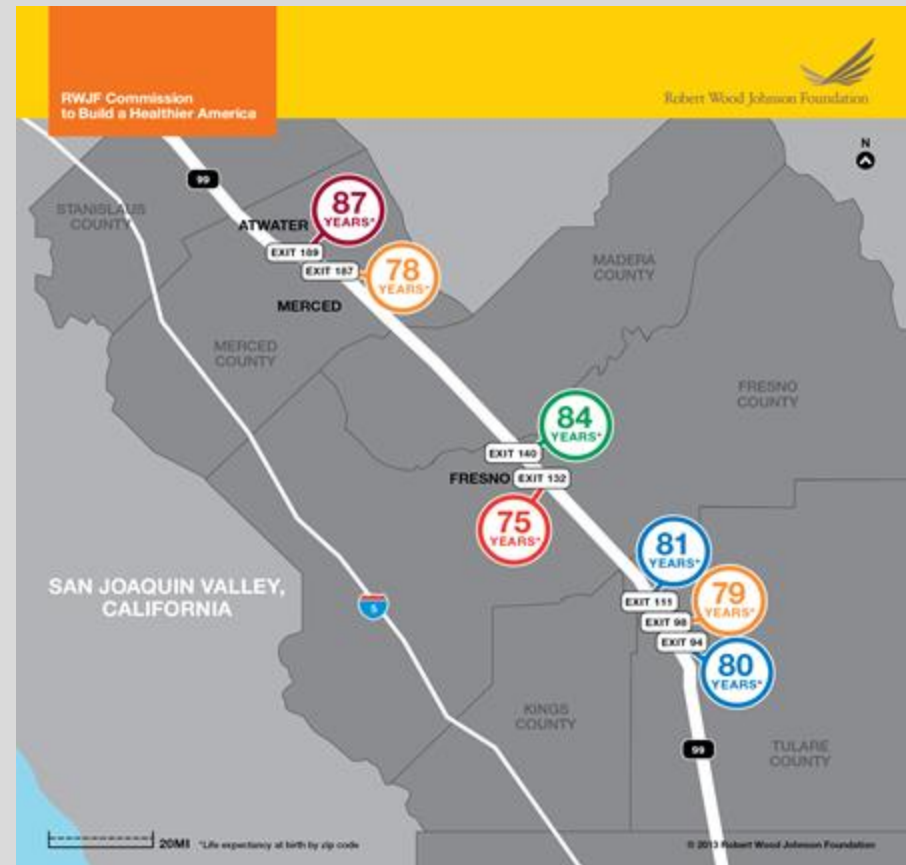 RWJF Commission
to Build a Healthier America
Robert Wood Johnson Foundation
N
99
STANISLAUS
COUNTY
ATWATER
87
YEARS*
EXIT 189
EXIT 187
78
YEARS*
MERCED
MADERA
COUNTY
MERCED
COUNTY
FRESNO
COUNTY
84
YEARS*
EXIT 140
FRESNO
EXIT 132
75
YEARS*
81
YEARS*
SAN JOAQUIN VALLEY,
CALIFORNIA
5
EXIT 111
79
YEARS*
EXIT 98
EXIT 94
80
YEARS*
KINGS
COUNTY
99
TULARE
COUNTY
20MI *Life expectancy at birth by zip code
© 2013 Robert Wood Johnson Foundation